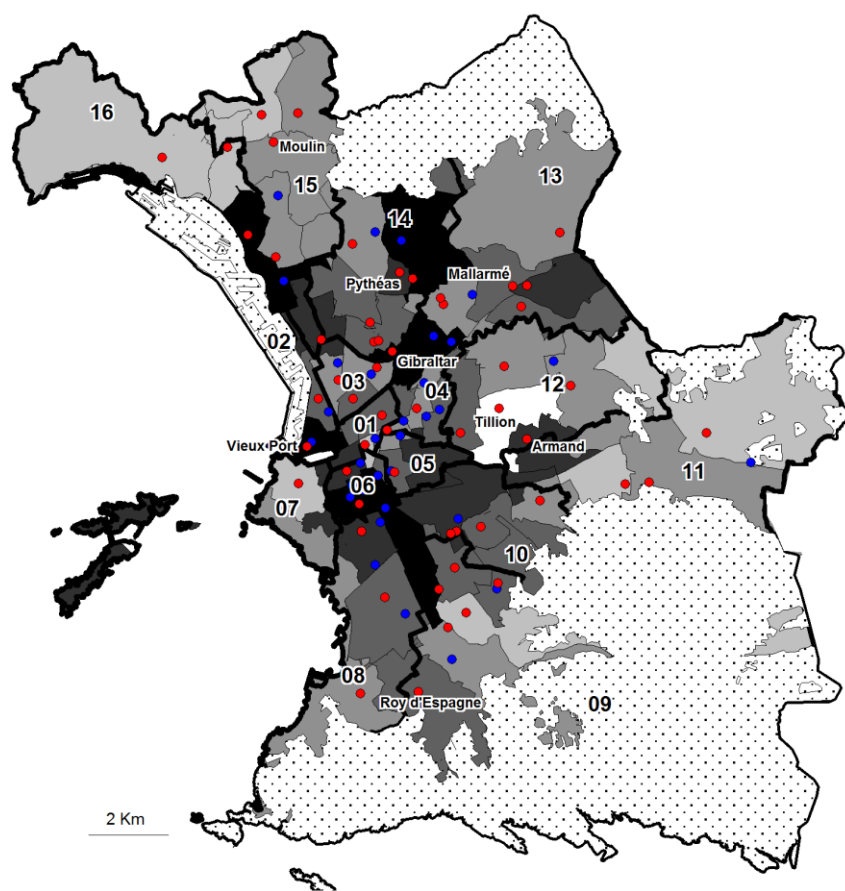 16
Moulin
15
13
14
Mallarmé
Pythéas
02
Gibraltar
03
04
12
01
Tillion
Vieux-Port
Armand
05
06
11
07
10
08
Roy d'Espagne
09
2 Km